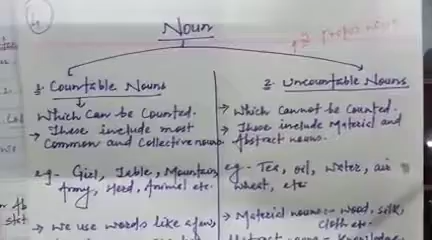 Noun
1 Countable Nouns
Which can be Counted.
→ These include most
Common and Collective nouns
eg - Girl, Table, Mountain,
Army, Herd, Animal etc.
→ We use words like a few,
2. Uncountable Nouns
→ Which cannot be Counted.
→ These include Material and
Abstract nouns.
eg - Tea, oil, water, air
wheat, etc
→ Material nouns:- wood, silk,
cloth etc.